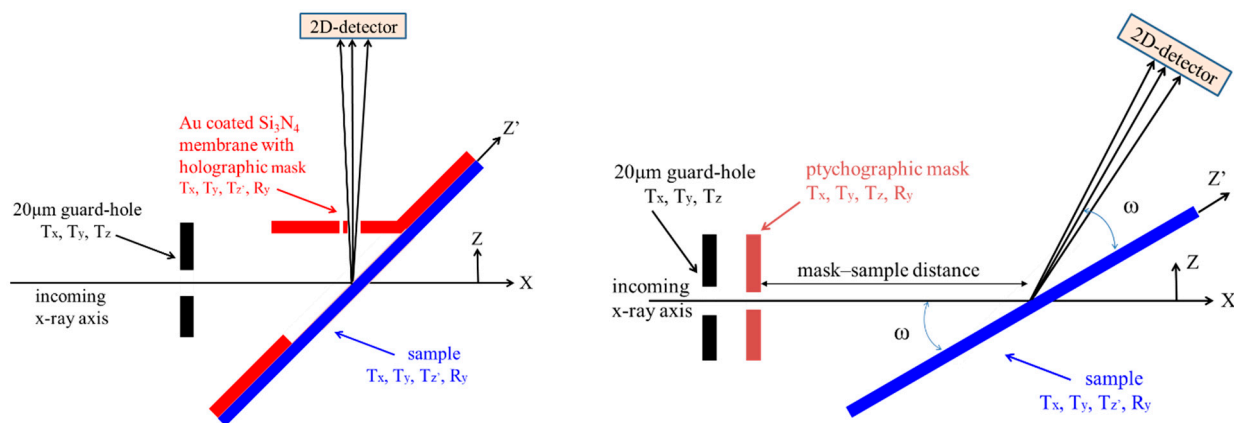 2D-detector
Au coated Si₃N₄
membrane with
holographic mask
Tx, Ty, Tz', Ry
Z'
20μm guard-hole
Tx, Ty, Tz
Z
X
incoming
x-ray axis
sample
Tx, Ty, Tz', Ry
2D-detector
20μm guard-hole
Tx, Ty, Tz
ptychographic mask
Tx, Ty, Tz, Ry
Z'
ω
mask–sample distance
Z
X
incoming
x-ray axis
ω
sample
Tx, Ty, Tz', Ry